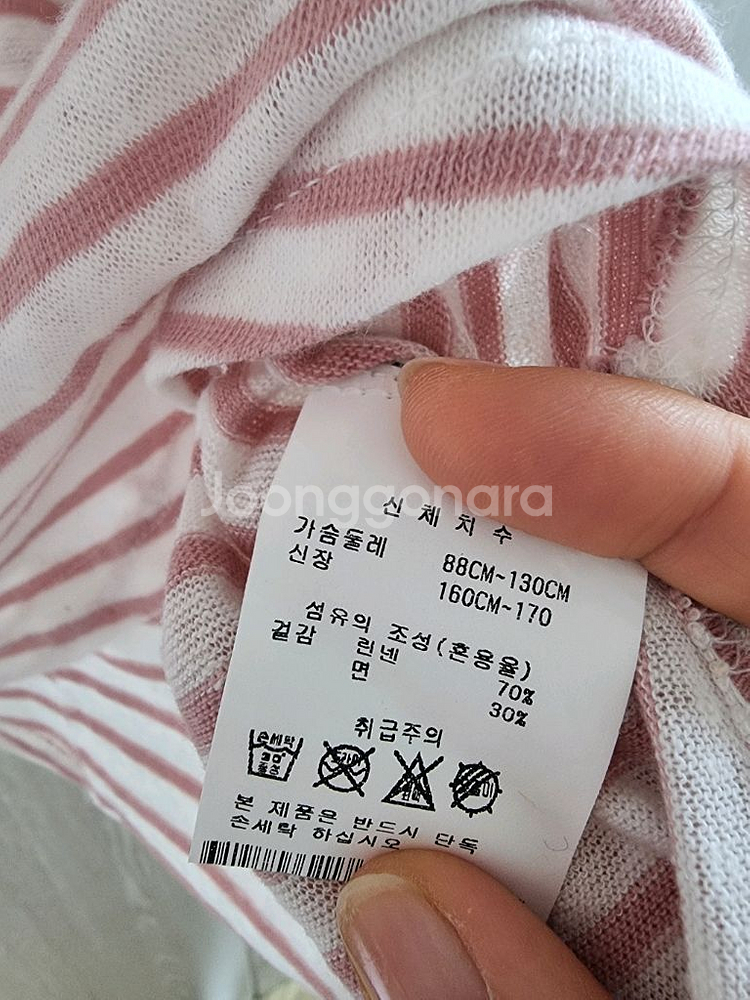 Joonggonara
신체치수
가슴둘레 88CM~130CM
신장 160CM~170
섬유의 조성(혼용율)
겉감 린넨 70%
면 30%
취급주의
손세탁
중성
본 제품은 반드시 단독
손세탁 하십시오